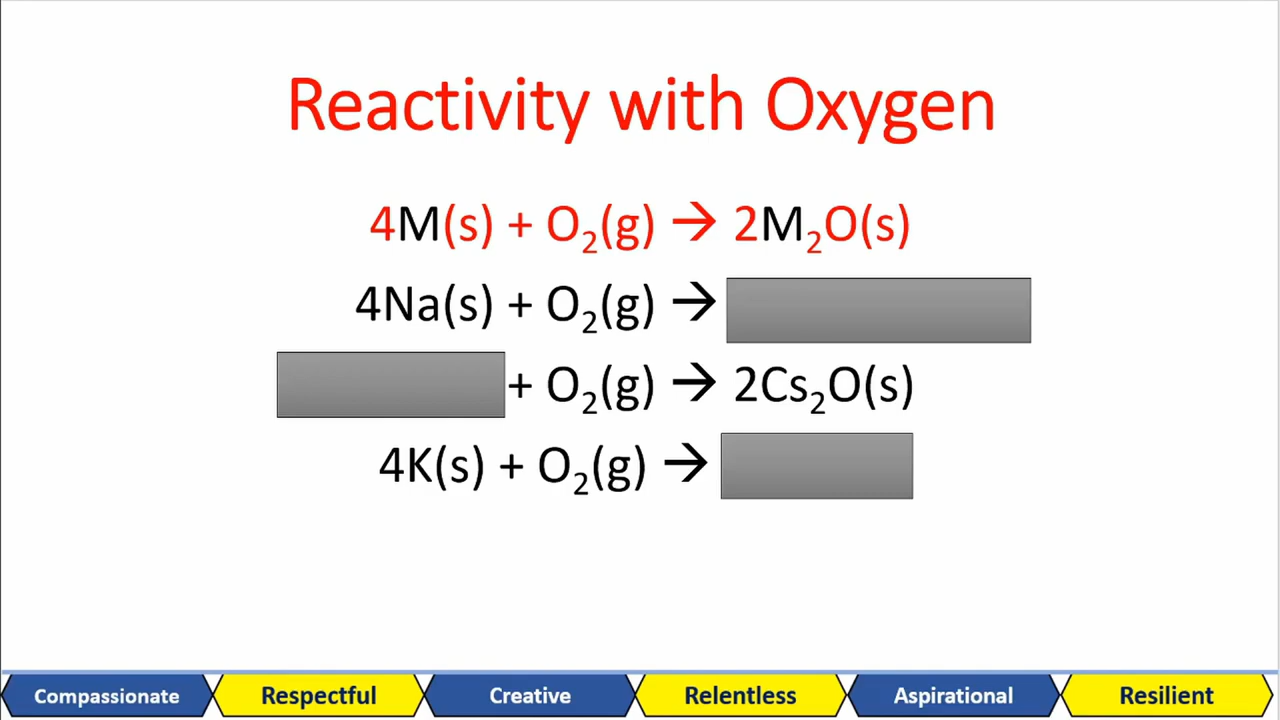 Reactivity with Oxygen
4M(s) + O₂(g) → 2M₂O(s)
4Na(s) + O₂(g) →
+ O₂(g) → 2Cs₂O(s)
4K(s) + O₂(g) →
Compassionate Respectful Creative Relentless Aspirational Resilient